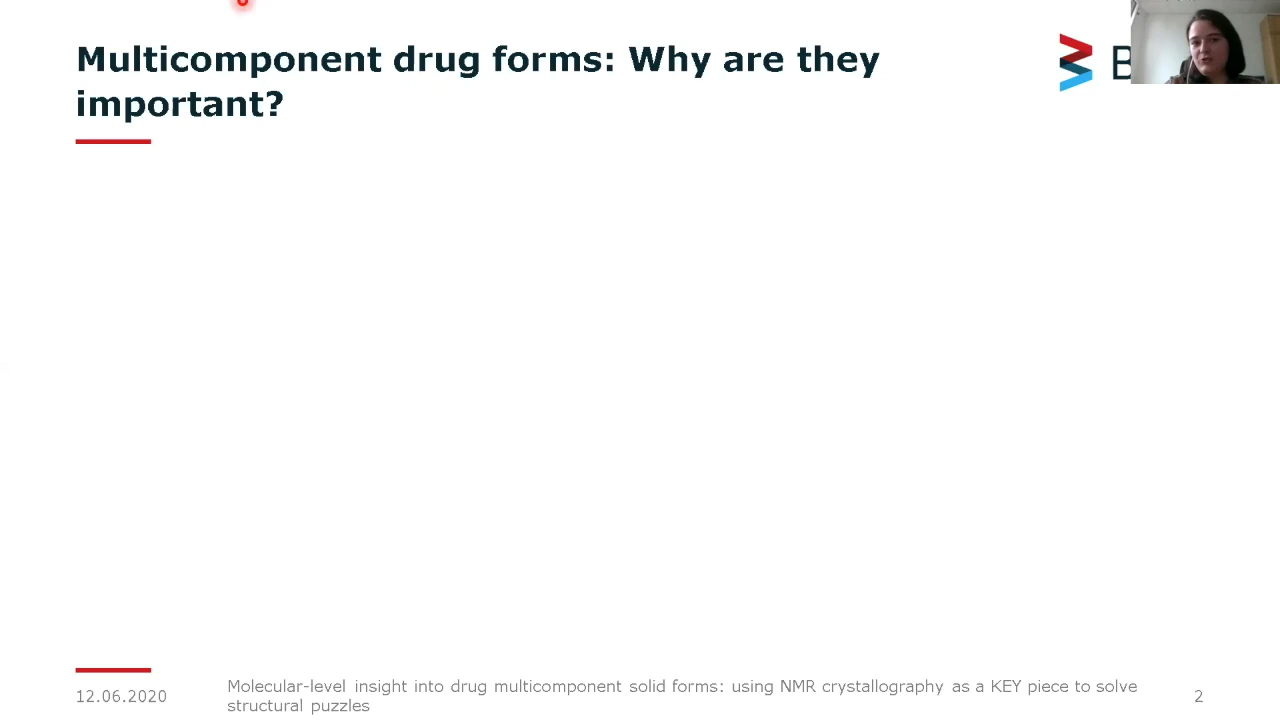 Multicomponent drug forms: Why are they
important?
B
12.06.2020
Molecular-level insight into drug multicomponent solid forms: using NMR crystallography as a KEY piece to solve
structural puzzles
2